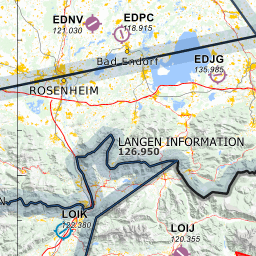 EDNV
121.030
EDPC
118.915
Bad Endorf
EDJG
135.985
ROSENHEIM
LANGEN INFORMATION
126.950
N
LOIK
122.380
LOIJ
120.355